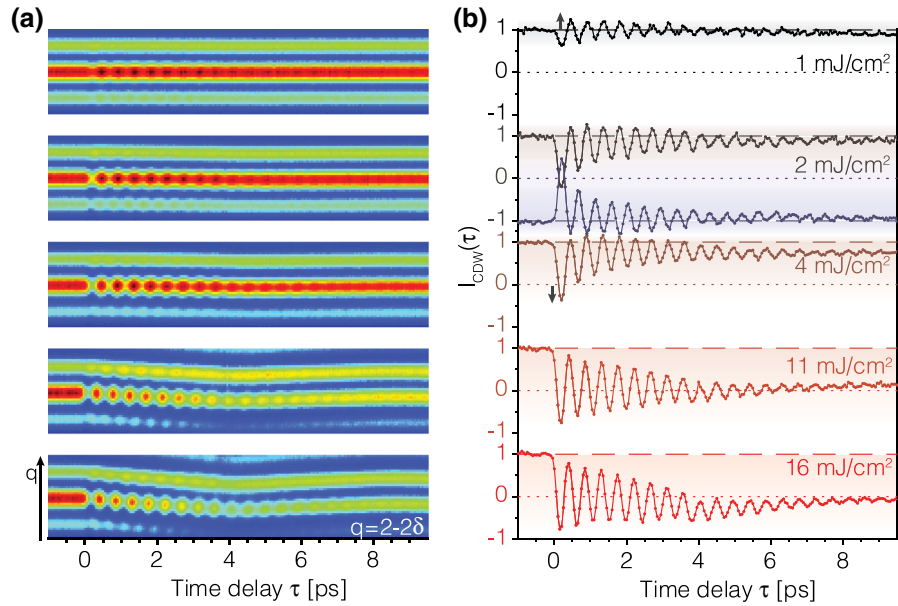 (a)
q
q=2-2δ
0 2 4 6 8
Time delay τ [ps]
(b)
1
0
1 mJ/cm²
-1
1
0
2 mJ/cm²
-1
1
0
4 mJ/cm²
-1
1
0
11 mJ/cm²
-1
1
0
16 mJ/cm²
-1
I_CDW(τ)
0 2 4 6 8
Time delay τ [ps]